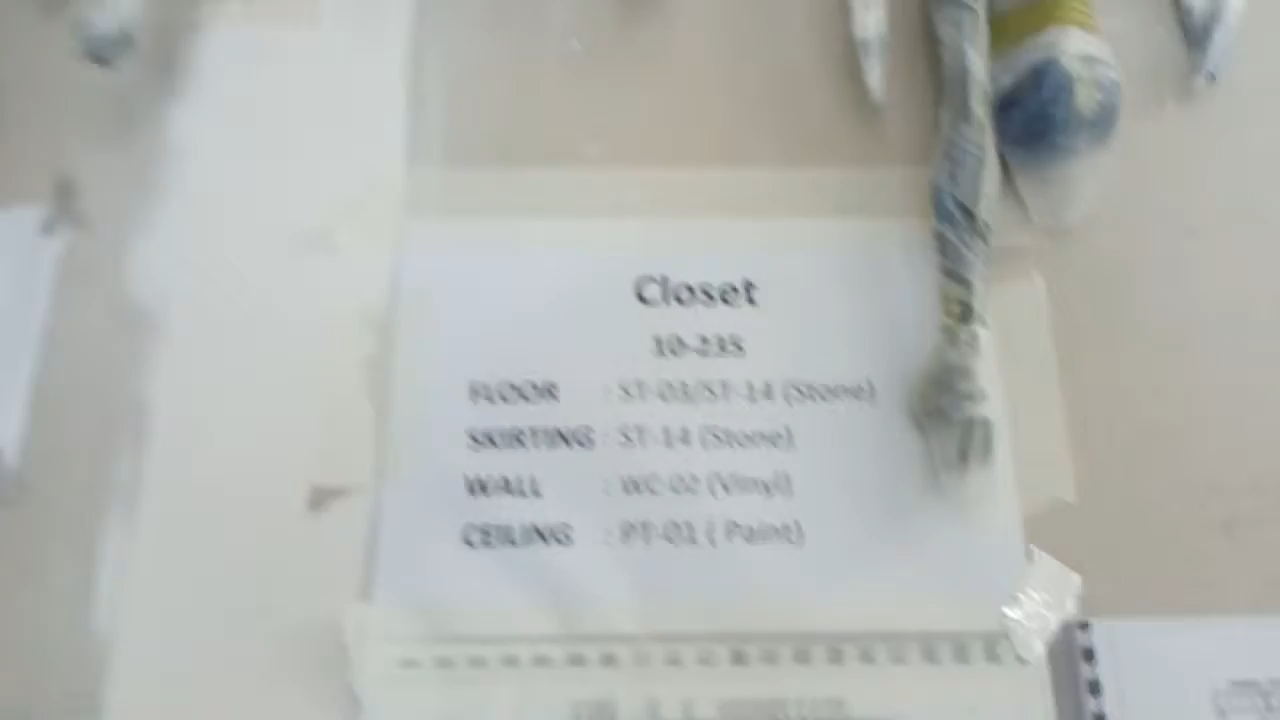 Closet
10-235
FLOOR : ST-03/ST-14 (Stone)
SKIRTING : ST-14 (Stone)
WALL : WC-02 (Vinyl)
CEILING : PT-01 ( Paint)